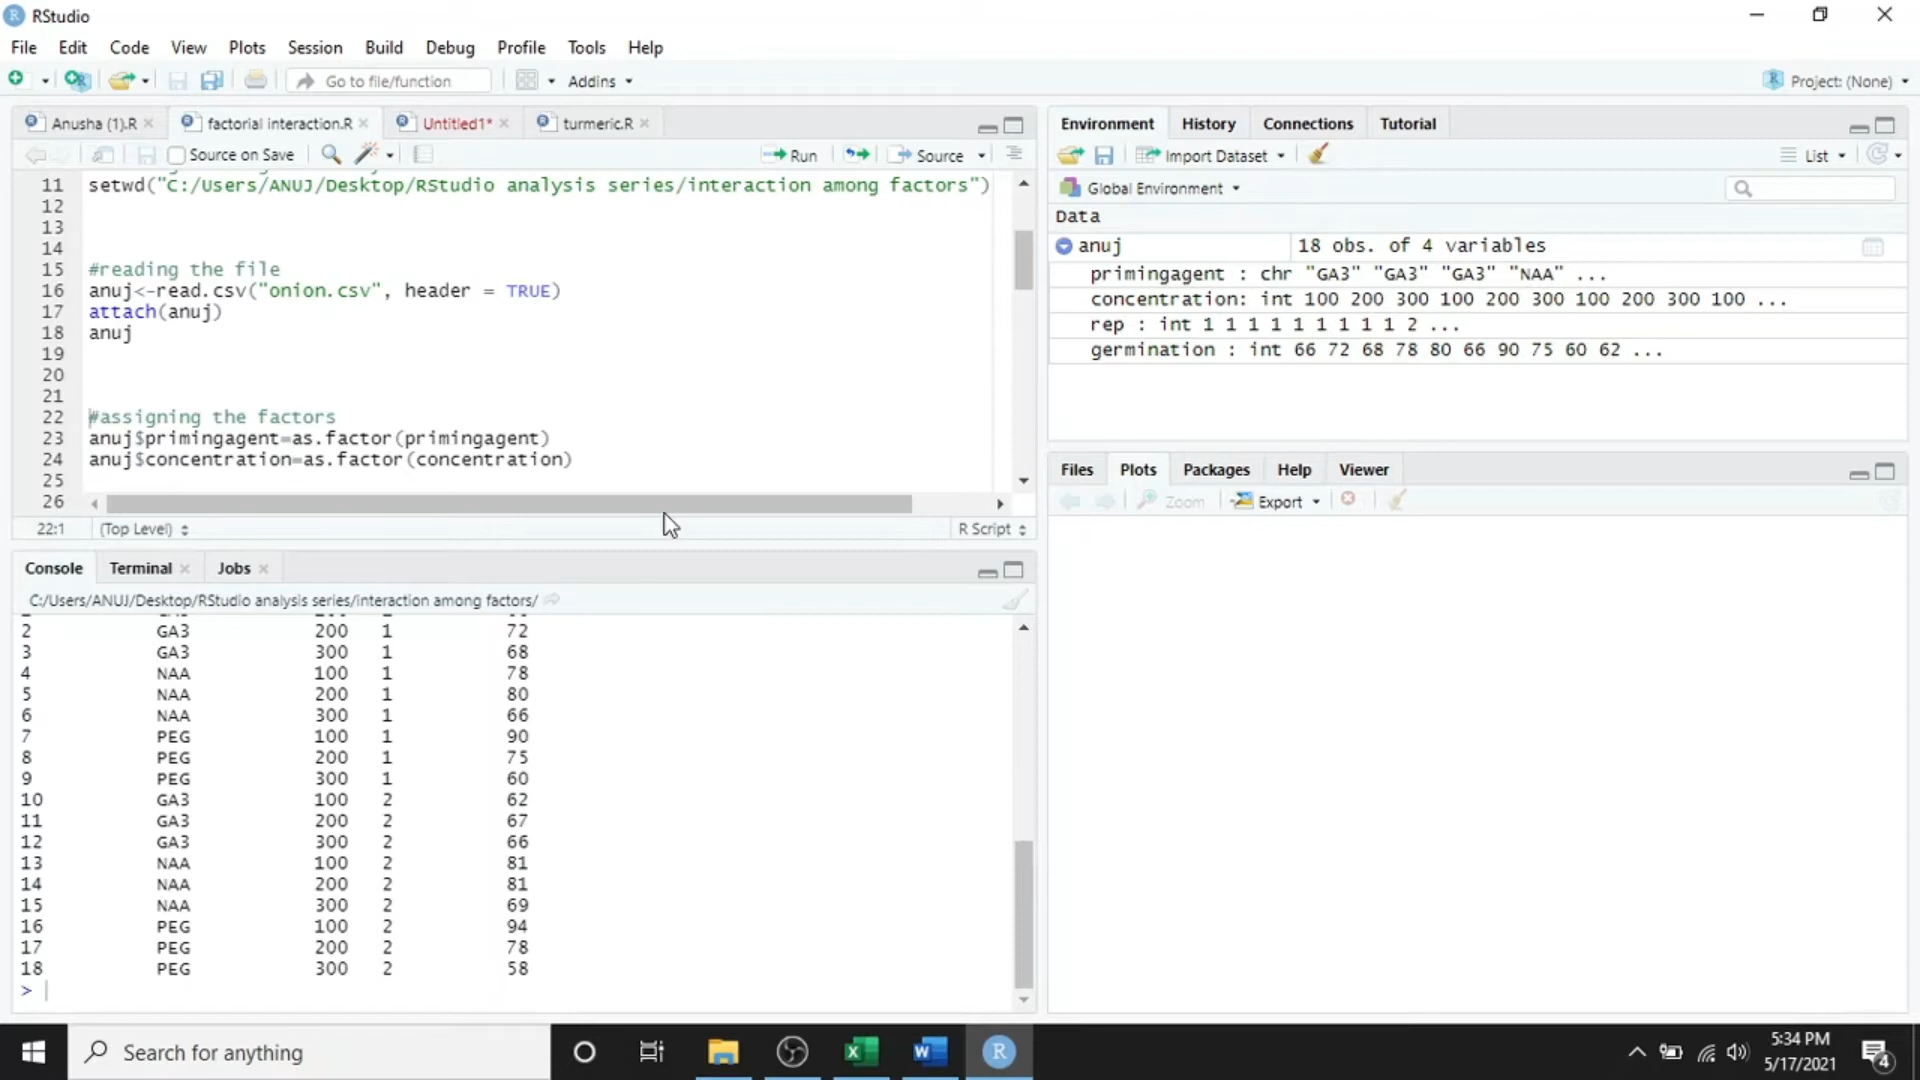 RStudio
File Edit Code View Plots Session Build Debug Profile Tools Help
Go to file/function Addins Project: (None)
Anusha (1).R factorial interaction.R Untitled1* turmeric.R
Source on Save Run Source
11 setwd("C:/Users/ANUJ/Desktop/RStudio analysis series/interaction among factors")
12
13
14
15 #reading the file
16 anuj<-read.csv("onion.csv", header = TRUE)
17 attach(anuj)
18 anuj
19
20
21
22 #assigning the factors
23 anuj$primingagent=as.factor(primingagent)
24 anuj$concentration=as.factor(concentration)
25
26
22:1 (Top Level) R Script
Console Terminal Jobs
C:/Users/ANUJ/Desktop/RStudio analysis series/interaction among factors/
2 GA3 200 1 72
3 GA3 300 1 68
4 NAA 100 1 78
5 NAA 200 1 80
6 NAA 300 1 66
7 PEG 100 1 90
8 PEG 200 1 75
9 PEG 300 1 60
10 GA3 100 2 62
11 GA3 200 2 67
12 GA3 300 2 66
13 NAA 100 2 81
14 NAA 200 2 81
15 NAA 300 2 69
16 PEG 100 2 94
17 PEG 200 2 78
18 PEG 300 2 58
>
Environment History Connections Tutorial
Import Dataset List
Global Environment
Data
anuj 18 obs. of 4 variables
primingagent : chr "GA3" "GA3" "GA3" "NAA" ...
concentration: int 100 200 300 100 200 300 100 200 300 100 ...
rep : int 1 1 1 1 1 1 1 1 1 2 ...
germination : int 66 72 68 78 80 66 90 75 60 62 ...
Files Plots Packages Help Viewer
Zoom Export
Search for anything
5:34 PM
5/17/2021
4